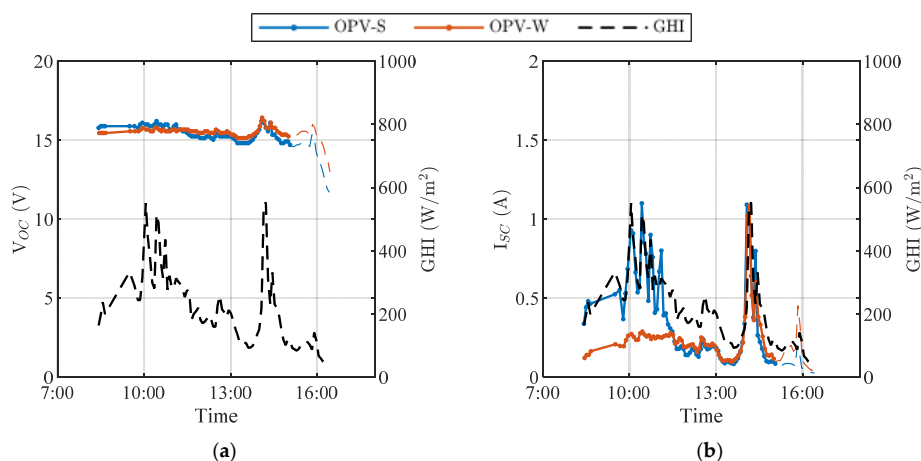 OPV-S OPV-W GHI
20 1000 2 1000
15 800 1.5 800
600 600
10 1 
400 400
5 200 0.5 200
0 0 0 0
V_OC (V) GHI (W/m²) I_SC (A) GHI (W/m²)
7:00 10:00 13:00 16:00 7:00 10:00 13:00 16:00
Time Time
(a) (b)